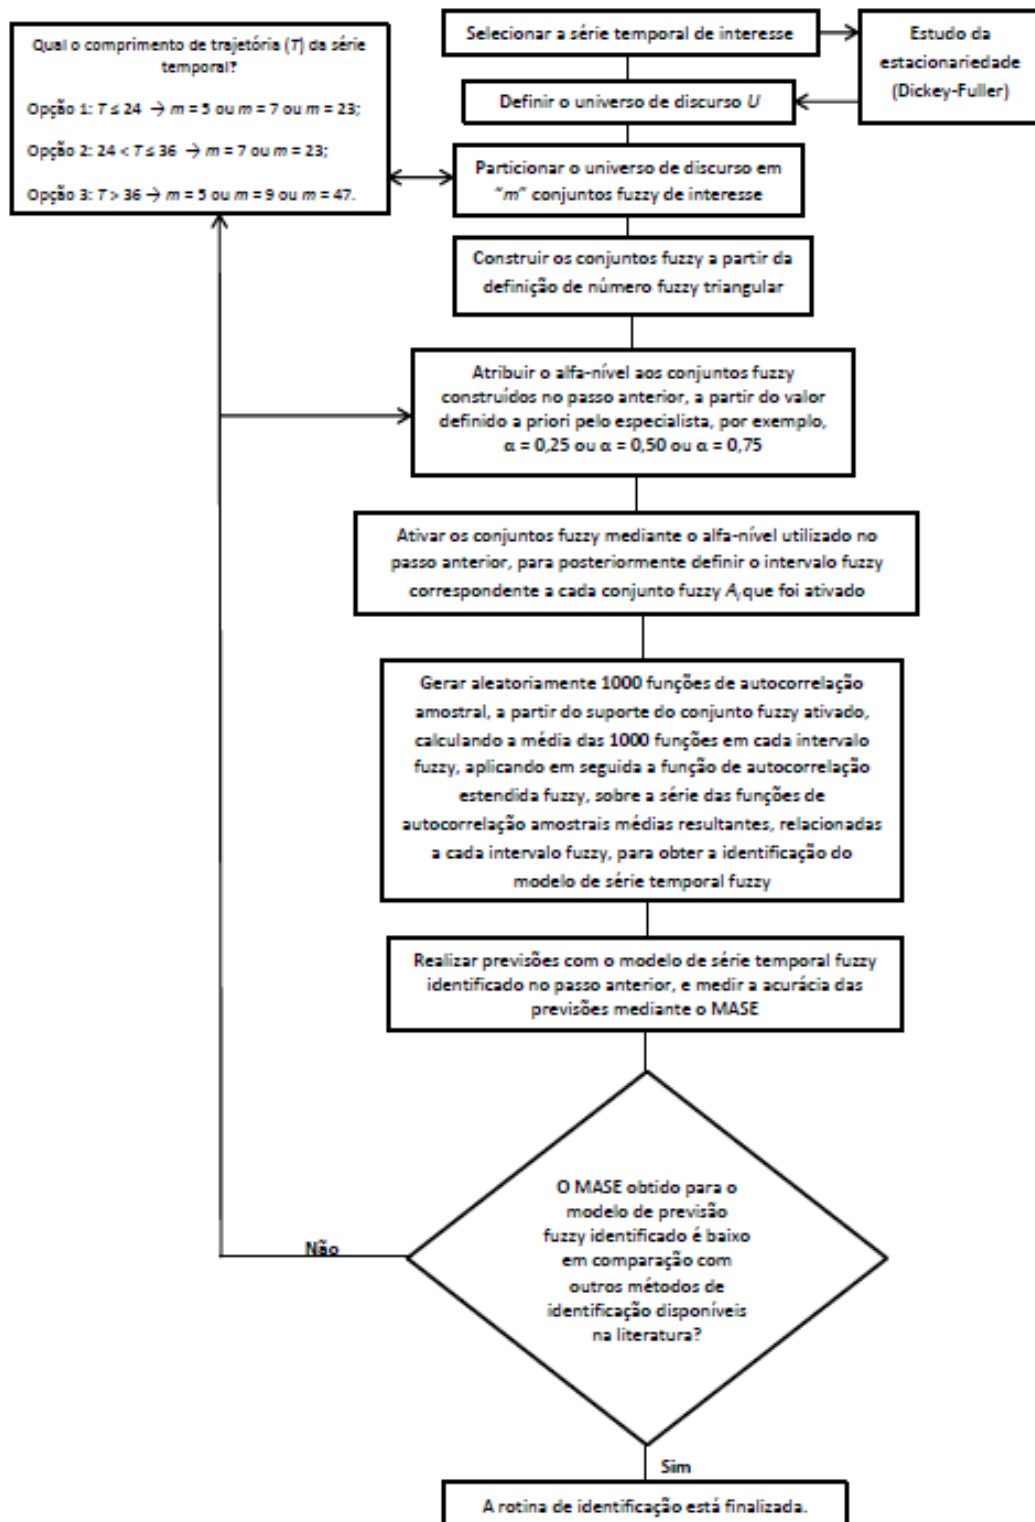 Qual o comprimento de trajetória (T) da série
temporal?
Opção 1: T ≤ 24 → m = 5 ou m = 7 ou m = 23;
Opção 2: 24 < T ≤ 36 → m = 7 ou m = 23;
Opção 3: T > 36 → m = 5 ou m = 9 ou m = 47.
Selecionar a série temporal de interesse
Estudo da
estacionariedade
(Dickey-Fuller)
Definir o universo de discurso U
Particionar o universo de discurso em
“m” conjuntos fuzzy de interesse
Construir os conjuntos fuzzy a partir da
definição de número fuzzy triangular
Atribuir o alfa-nível aos conjuntos fuzzy
construídos no passo anterior, a partir do valor
definido a priori pelo especialista, por exemplo,
α = 0,25 ou α = 0,50 ou α = 0,75
Ativar os conjuntos fuzzy mediante o alfa-nível utilizado no
passo anterior, para posteriormente definir o intervalo fuzzy
correspondente a cada conjunto fuzzy Ai que foi ativado
Gerar aleatoriamente 1000 funções de autocorrelação
amostral, a partir do suporte do conjunto fuzzy ativado,
calculando a média das 1000 funções em cada intervalo
fuzzy, aplicando em seguida a função de autocorrelação
estendida fuzzy, sobre a série das funções de
autocorrelação amostrais médias resultantes, relacionadas
a cada intervalo fuzzy, para obter a identificação do
modelo de série temporal fuzzy
Realizar previsões com o modelo de série temporal fuzzy
identificado no passo anterior, e medir a acurácia das
previsões mediante o MASE
O MASE obtido para o
modelo de previsão
fuzzy identificado é baixo
em comparação com
outros métodos de
identificação disponíveis
na literatura?
Não
Sim
A rotina de identificação está finalizada.